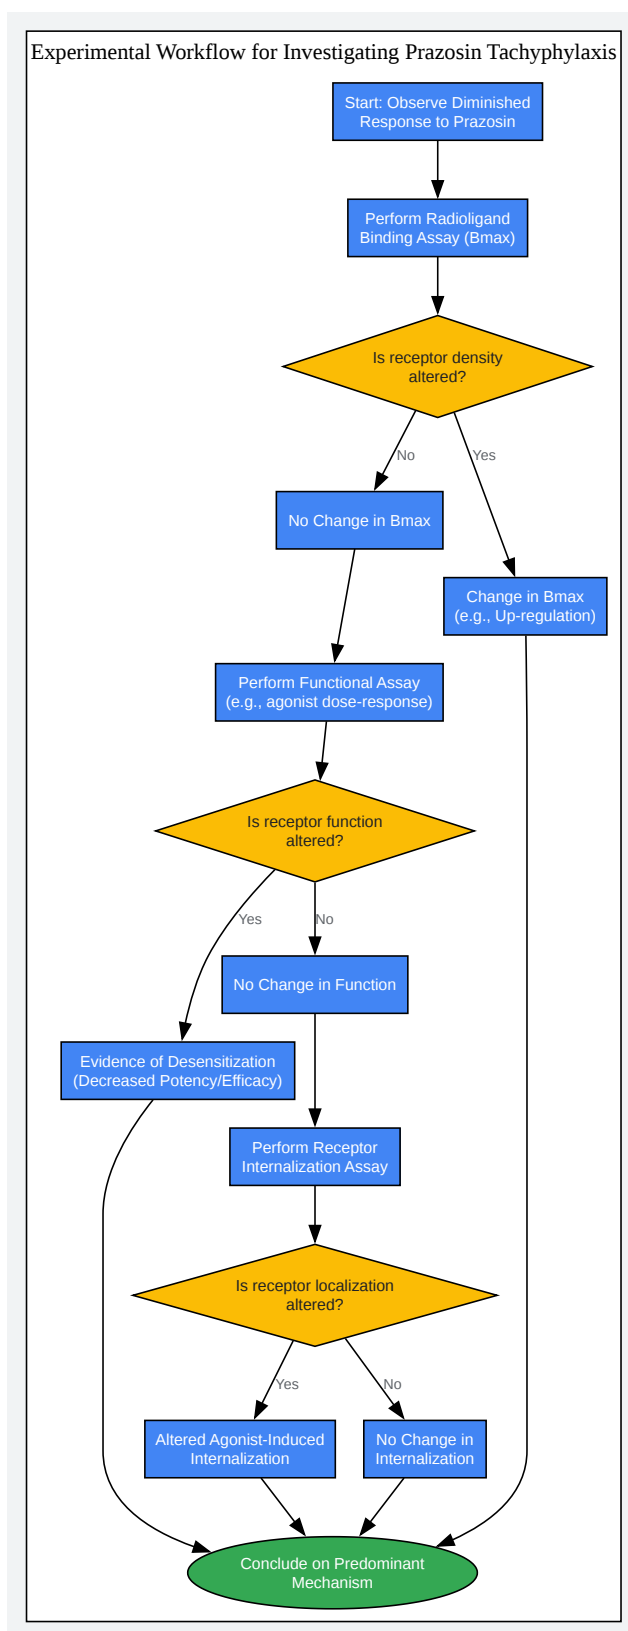 Experimental Workflow for Investigating Prazosin Tachyphylaxis
Start: Observe Diminished
Response to Prazosin
Perform Radioligand
Binding Assay (Bmax)
Is receptor density
altered?
No
Yes
No Change in Bmax
Change in Bmax
(e.g., Up-regulation)
Perform Functional Assay
(e.g., agonist dose-response)
Is receptor function
altered?
Yes
No
No Change in Function
Evidence of Desensitization
(Decreased Potency/Efficacy)
Perform Receptor
Internalization Assay
Is receptor localization
altered?
Yes
No
Altered Agonist-Induced
Internalization
No Change in
Internalization
Conclude on Predominant
Mechanism